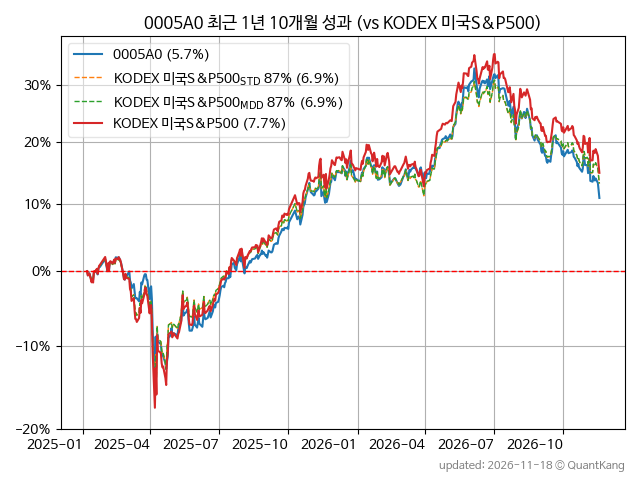 0005A0 최근 1년 10개월 성과 (vs KODEX 미국S&P500)
0005A0 (5.7%)
KODEX 미국S&P500STD 87% (6.9%)
KODEX 미국S&P500MDD 87% (6.9%)
KODEX 미국S&P500 (7.7%)
30%
20%
10%
0%
−10%
−20%
2025-01 2025-04 2025-07 2025-10 2026-01 2026-04 2026-07 2026-10
updated: 2026-11-18 © QuantKang